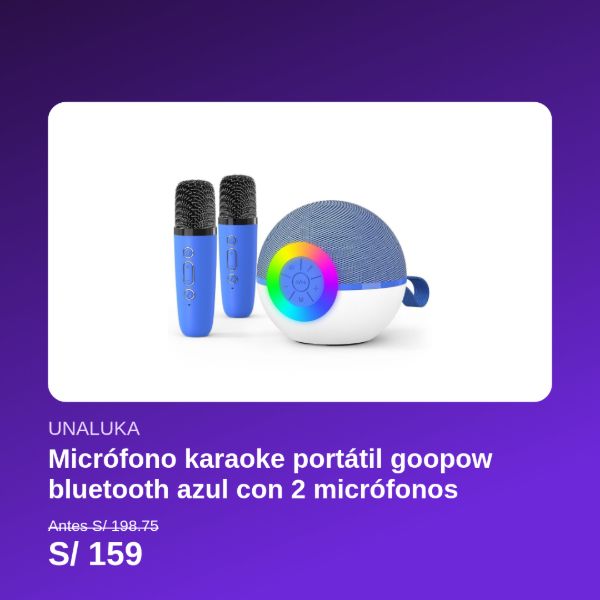 UNALUKA
Micrófono karaoke portátil goopow
bluetooth azul con 2 micrófonos
Antes S/ 198.75
S/ 159